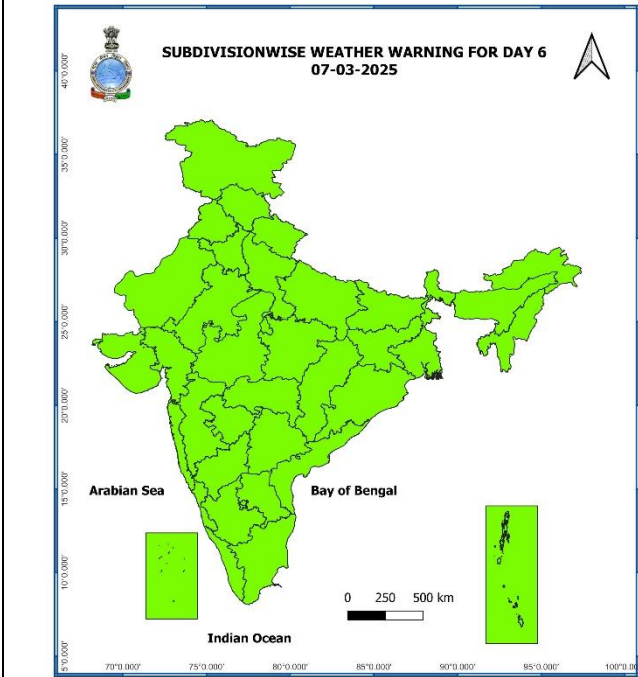 SUBDIVISIONWISE WEATHER WARNING FOR DAY 6
07-03-2025
40°0.000'
35°0.000'
30°0.000'
25°0.000'
20°0.000'
15°0.000'
10°0.000'
5°0.000'
Arabian Sea
Bay of Bengal
0 250 500 km
Indian Ocean
70°0.000' 75°0.000' 80°0.000' 85°0.000' 90°0.000' 95°0.000' 100°0.00